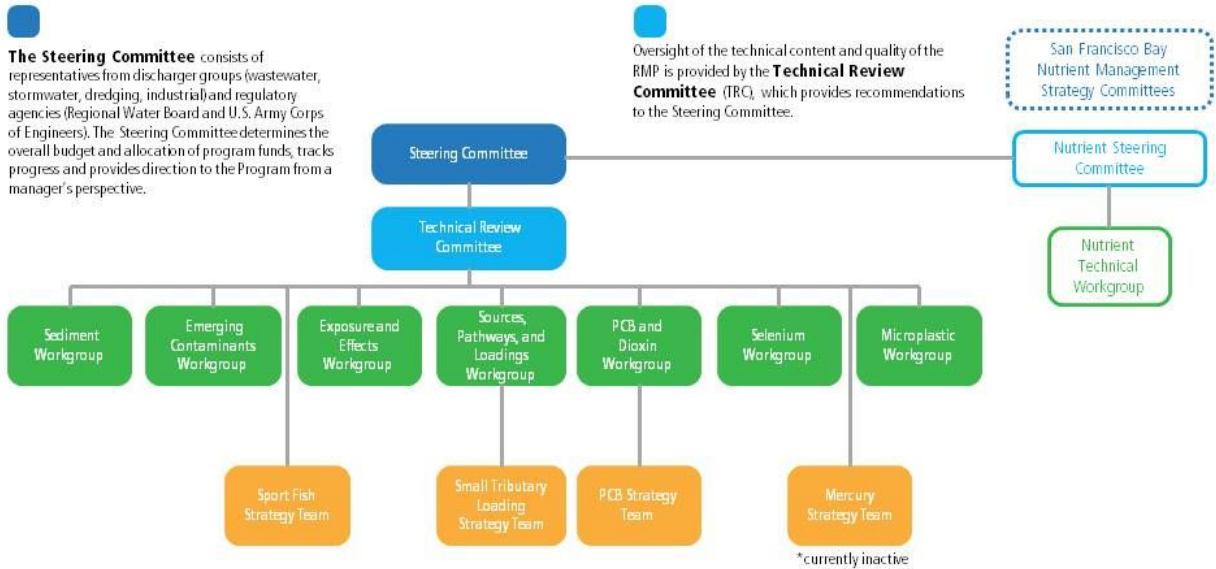 The Steering Committee consists of
representatives from discharger groups (wastewater,
stormwater, dredging, industrial) and regulatory
agencies (Regional Water Board and U.S. Army Corps
of Engineers). The Steering Committee determines the
overall budget and allocation of program funds, tracks
progress and provides direction to the Program from a
manager's perspective.
Oversight of the technical content and quality of the
RMP is provided by the Technical Review
Committee (TRC), which provides recommendations
to the Steering Committee.
San Francisco Bay
Nutrient Management
Strategy Committees
Steering Committee
Nutrient Steering
Committee
Technical Review
Committee
Nutrient
Technical
Workgroup
Sediment
Workgroup
Emerging
Contaminants
Workgroup
Exposure and
Effects
Workgroup
Sources,
Pathways, and
Loadings
Workgroup
PCB and
Dioxin
Workgroup
Selenium
Workgroup
Microplastic
Workgroup
Sport Fish
Strategy Team
Small Tributary
Loading
Strategy Team
PCB Strategy
Team
Mercury
Strategy Team
*currently inactive